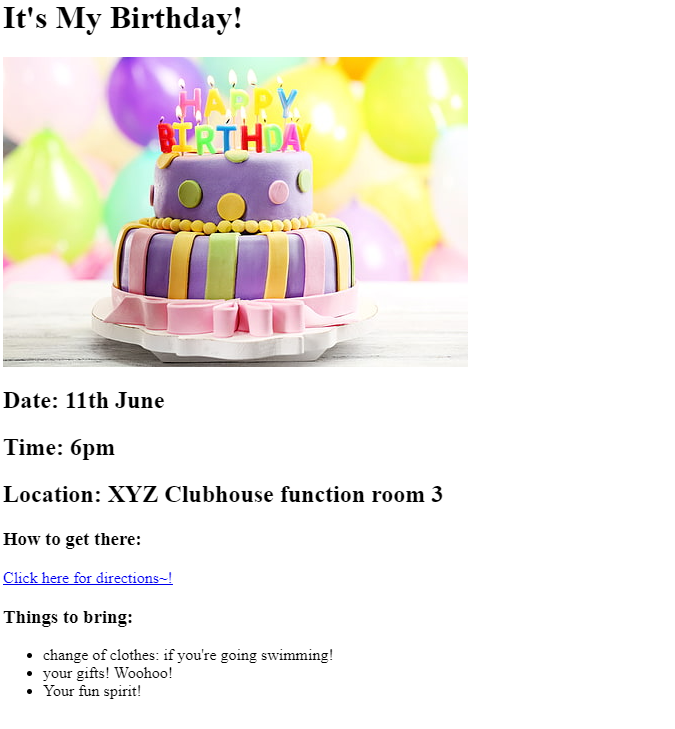 It's My Birthday!
HAPPY
BIRTHDAY
Date: 11th June
Time: 6pm
Location: XYZ Clubhouse function room 3
How to get there:
Click here for directions~!
Things to bring:
change of clothes: if you're going swimming!
your gifts! Woohoo!
Your fun spirit!